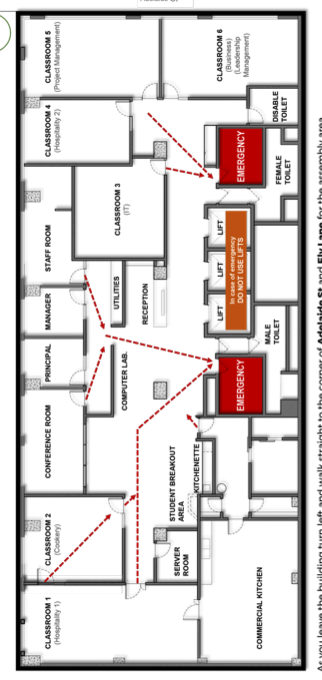 CLASSROOM 1
(Hospitality 1)
CLASSROOM 2
(Cookery)
CONFERENCE ROOM
PRINCIPAL
MANAGER
STAFF ROOM
CLASSROOM 4
(Hospitality 2)
CLASSROOM 5
(Project Management)
CLASSROOM 3
(IT)
CLASSROOM 6
(Business)
(Leadership
Management)
COMPUTER LAB.
UTILITIES
RECEPTION
SERVER
ROOM
STUDENT BREAKOUT
AREA
KITCHENETTE
COMMERCIAL KITCHEN
EMERGENCY
LIFT
LIFT
LIFT
In case of emergency
DO NOT USE LIFTS
EMERGENCY
MALE
TOILET
FEMALE
TOILET
DISABLE
TOILET
As you leave the building turn left and walk straight to the corner of Adelaide St and
for the assembly area